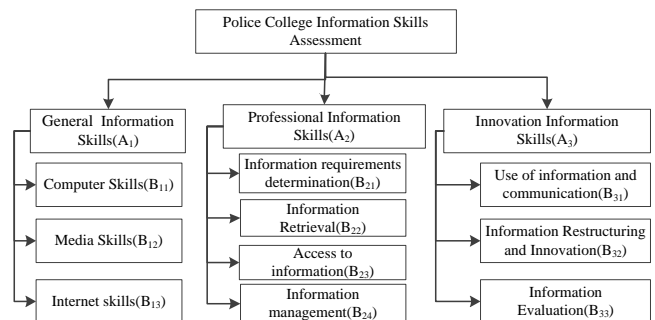 Police College Information Skills
Assessment
General Information
Skills(A₁)
Computer Skills(B₁₁)
Media Skills(B₁₂)
Internet skills(B₁₃)
Professional Information
Skills(A₂)
Information requirements
determination(B₂₁)
Information
Retrieval(B₂₂)
Access to
information(B₂₃)
Information
management(B₂₄)
Innovation Information
Skills(A₃)
Use of information and
communication(B₃₁)
Information Restructuring
and Innovation(B₃₂)
Information
Evaluation(B₃₃)